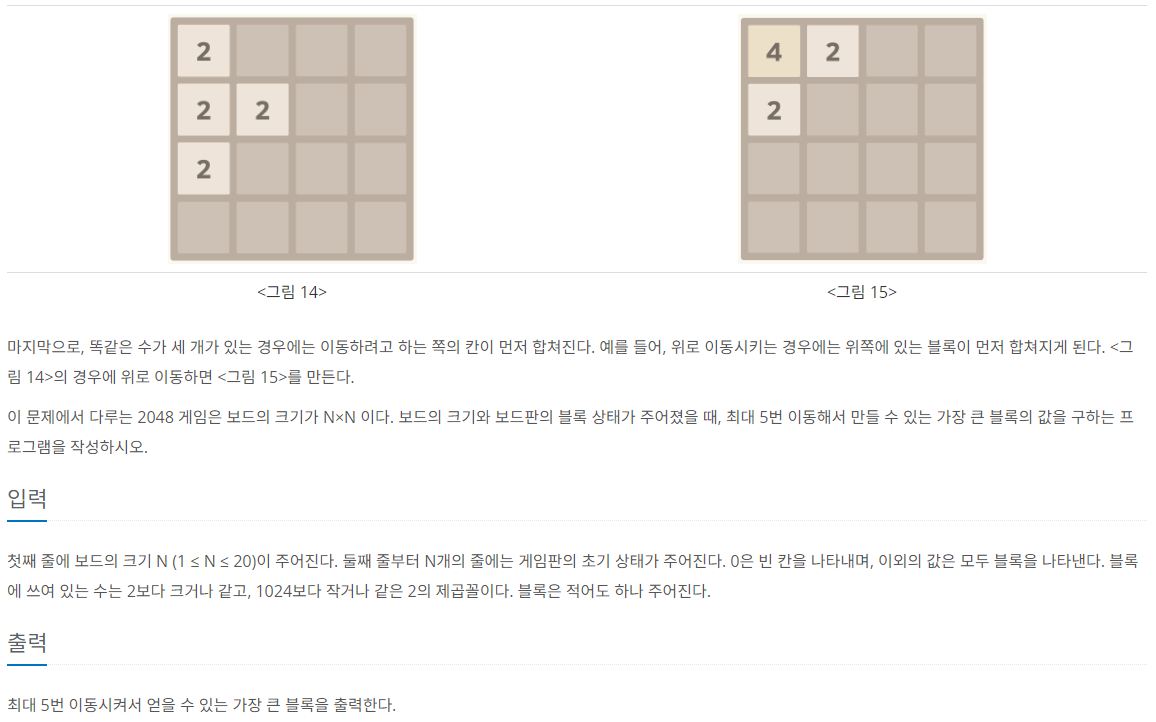 2
2 2
2
4 2
2
<그림 14> <그림 15>
마지막으로, 똑같은 수가 세 개가 있는 경우에는 이동하려고 하는 쪽의 칸이 먼저 합쳐진다. 예를 들어, 위로 이동시키는 경우에는 위쪽에 있는 블록이 먼저 합쳐지게 된다. <그
림 14>의 경우에 위로 이동하면 <그림 15>를 만든다.
이 문제에서 다루는 2048 게임은 보드의 크기가 N×N 이다. 보드의 크기와 보드판의 블록 상태가 주어졌을 때, 최대 5번 이동해서 만들 수 있는 가장 큰 블록의 값을 구하는 프
로그램을 작성하시오.
입력
첫째 줄에 보드의 크기 N (1 ≤ N ≤ 20)이 주어진다. 둘째 줄부터 N개의 줄에는 게임판의 초기 상태가 주어진다. 0은 빈 칸을 나타내며, 이외의 값은 모두 블록을 나타낸다. 블록
에 쓰여 있는 수는 2보다 크거나 같고, 1024보다 작거나 같은 2의 제곱꼴이다. 블록은 적어도 하나 주어진다.
출력
최대 5번 이동시켜서 얻을 수 있는 가장 큰 블록을 출력한다.